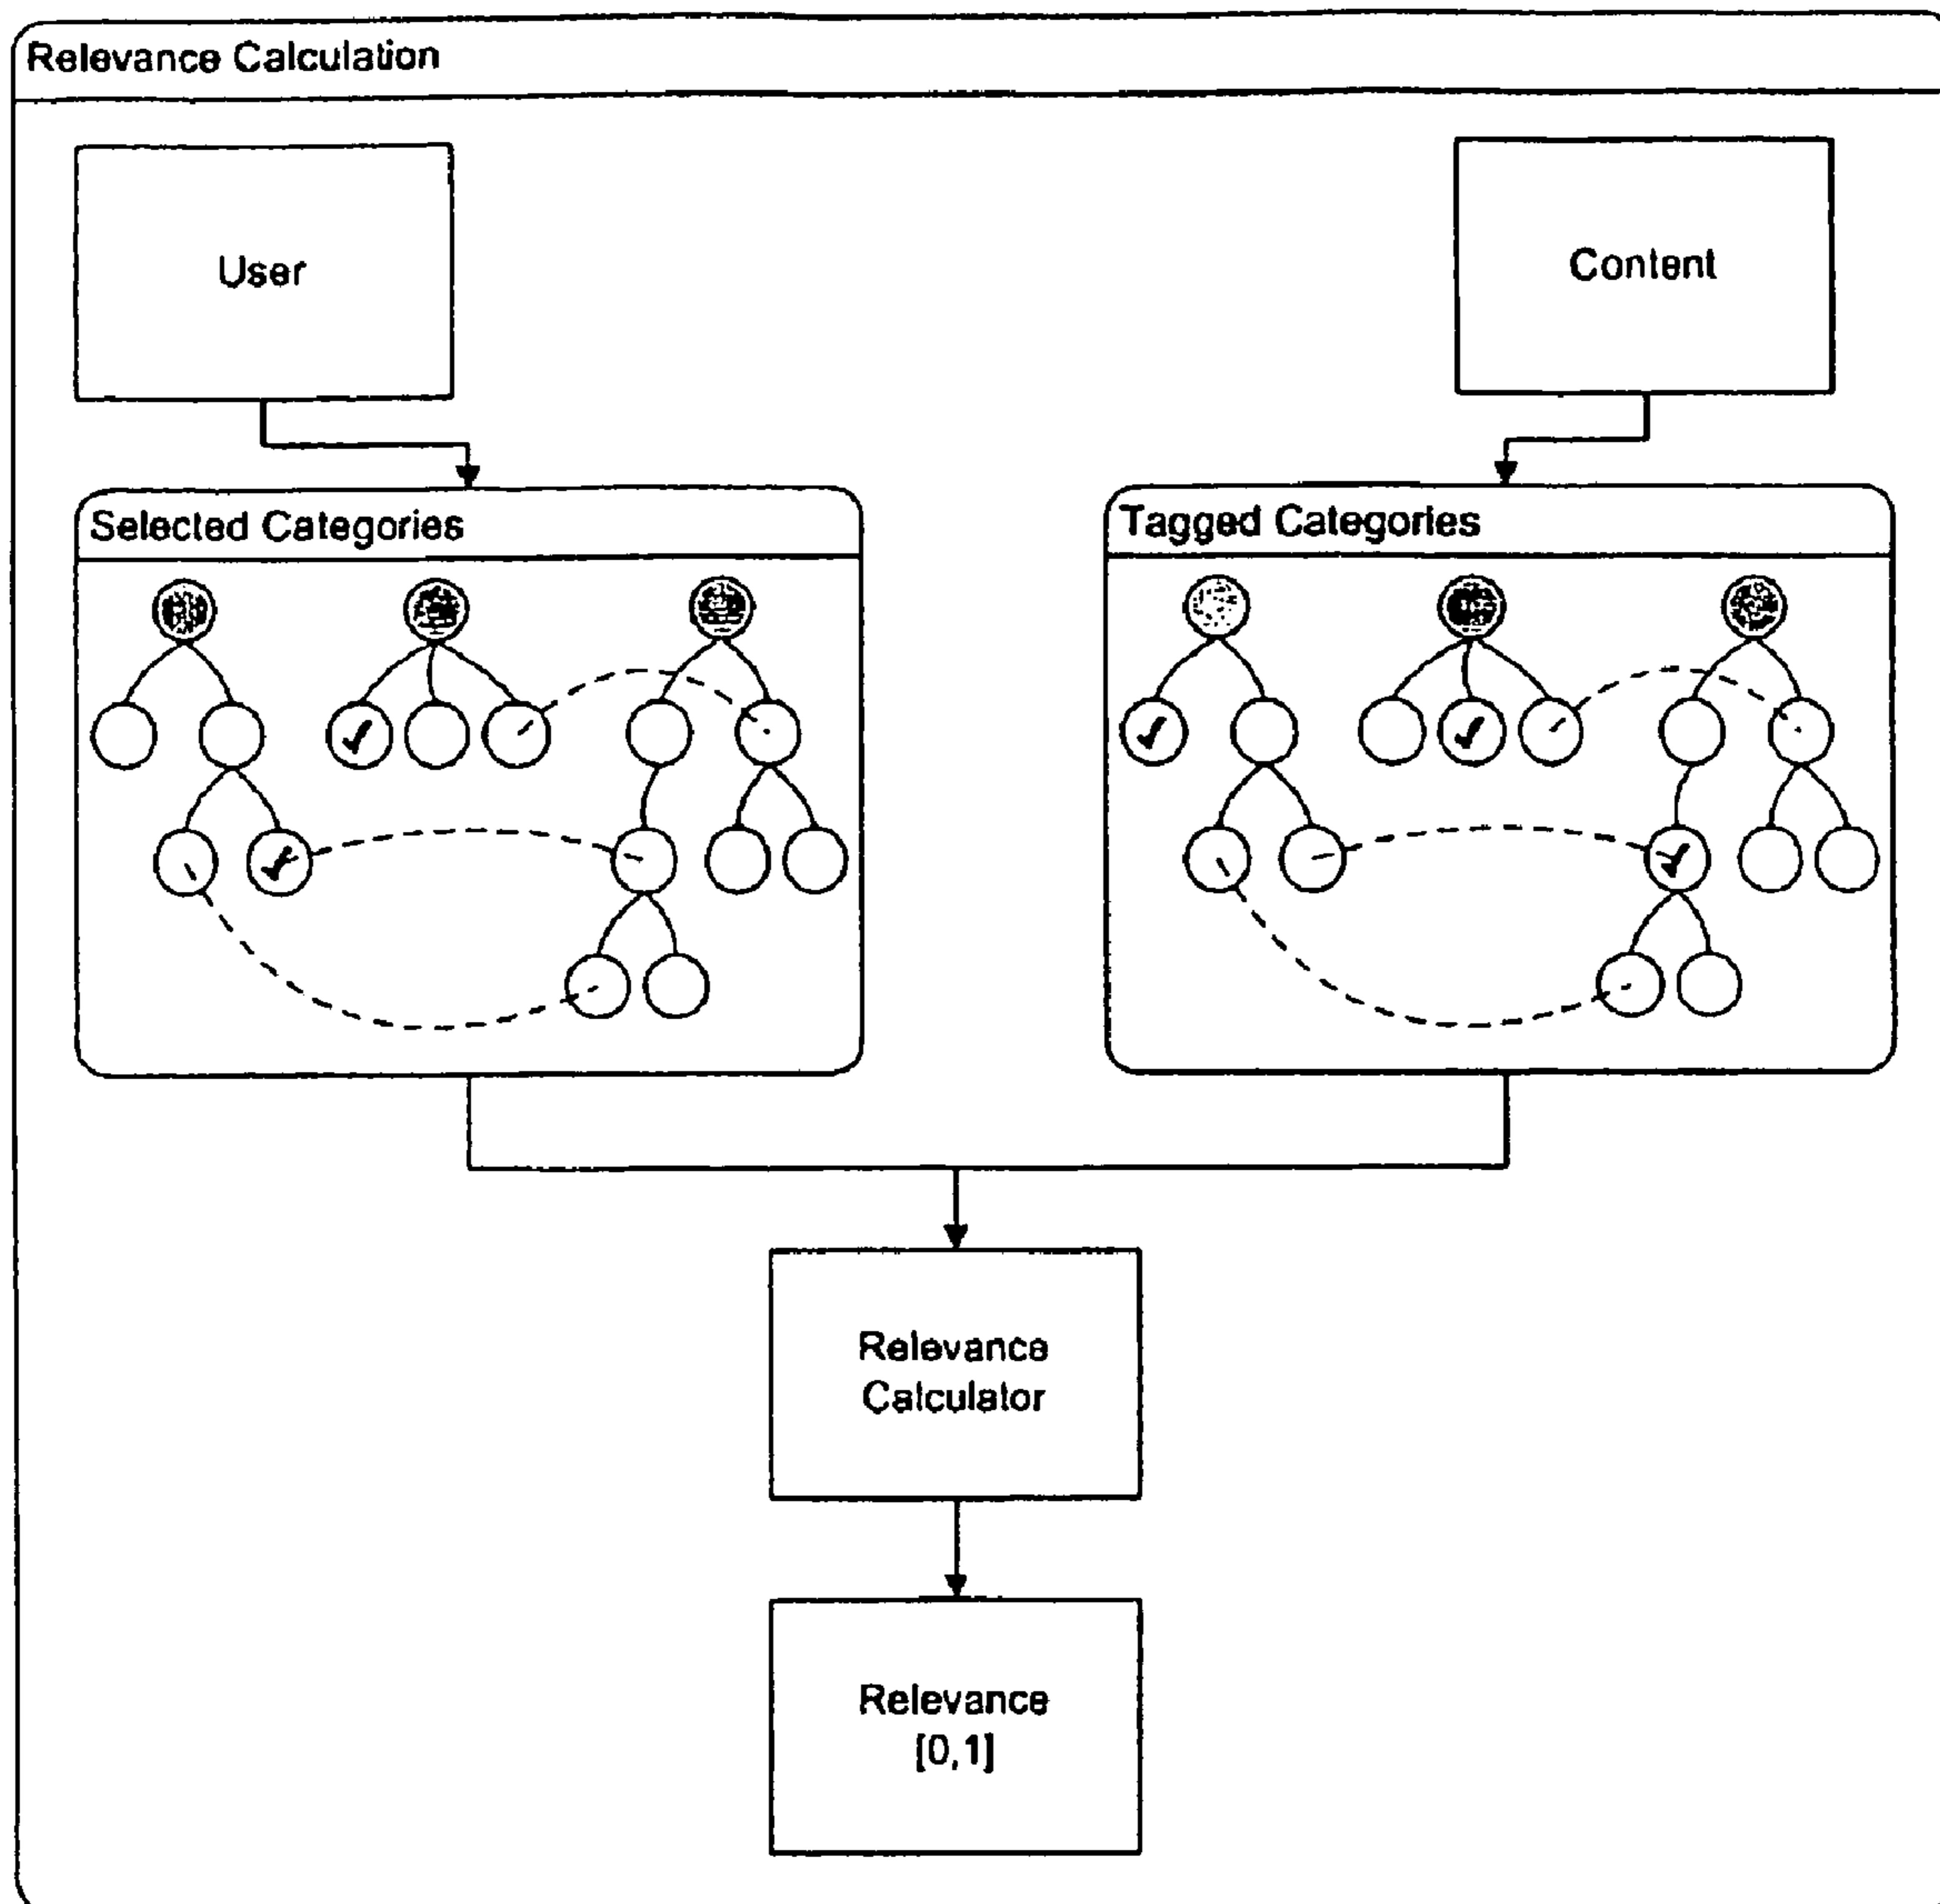 Relevance Calculation
User
Content
Selected Categories
Tagged Categories
Relevance
Calculator
Relevance
[0,1]